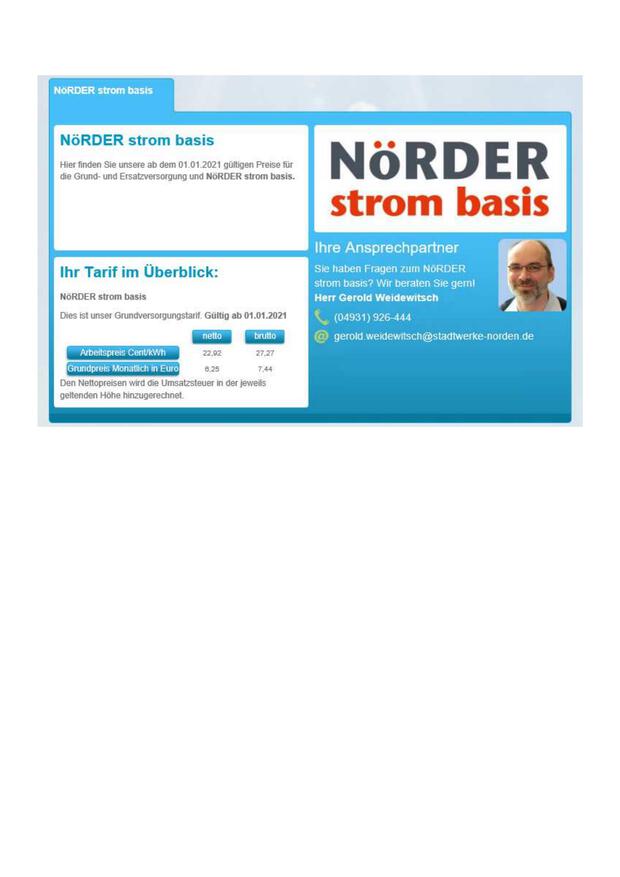 NöRDER strom basis
NöRDER strom basis
Hier finden Sie unsere ab dem 01.01.2021 gültigen Preise für
die Grund- und Ersatzversorgung und NöRDER strom basis.
Ihr Tarif im Überblick:
NöRDER strom basis
Dies ist unser Grundversorgungstarif. Gültig ab 01.01.2021
netto brutto
Arbeitspreis Cent/kWh 22,92 27,27
Grundpreis Monatlich in Euro 6,25 7,44
Den Nettopreisen wird die Umsatzsteuer in der jeweils
geltenden Höhe hinzugerechnet.
NöRDER
strom basis
Ihre Ansprechpartner
Sie haben Fragen zum NöRDER
strom basis? Wir beraten Sie gern!
Herr Gerold Weidewitsch
(04931) 926-444
@ gerold.weidewitsch@stadtwerke-norden.de